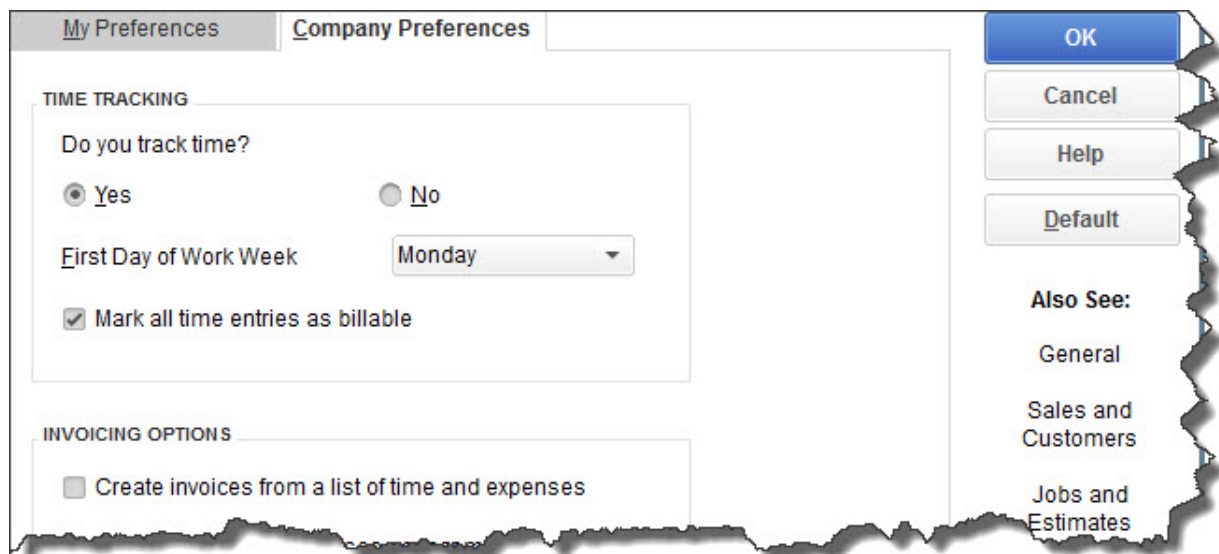 My Preferences
Company Preferences
TIME TRACKING
Do you track time?
Yes
No
First Day of Work Week
Monday
Mark all time entries as billable
INVOICING OPTIONS
Create invoices from a list of time and expenses
OK
Cancel
Help
Default
Also See:
General
Sales and
Customers
Jobs and
Estimates